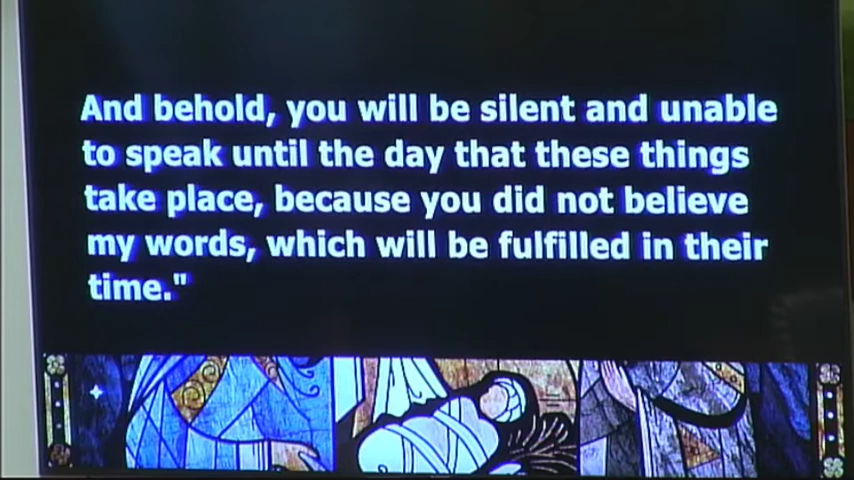 And behold, you will be silent and unable
to speak until the day that these things
take place, because you did not believe
my words, which will be fulfilled in their
time."